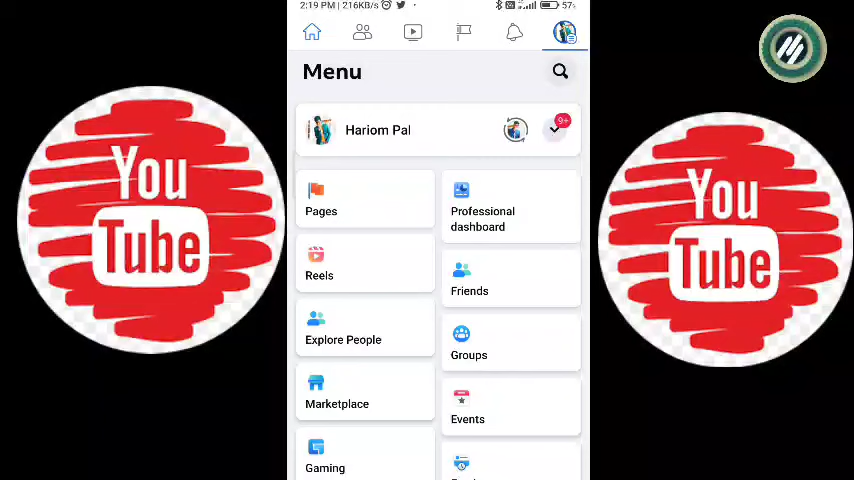 2:19 PM | 216KB/s
57%
Menu
Hariom Pal
9+
Pages
Professional
dashboard
Reels
Friends
Explore People
Groups
Marketplace
Events
Gaming
You
Tube
You
Tube